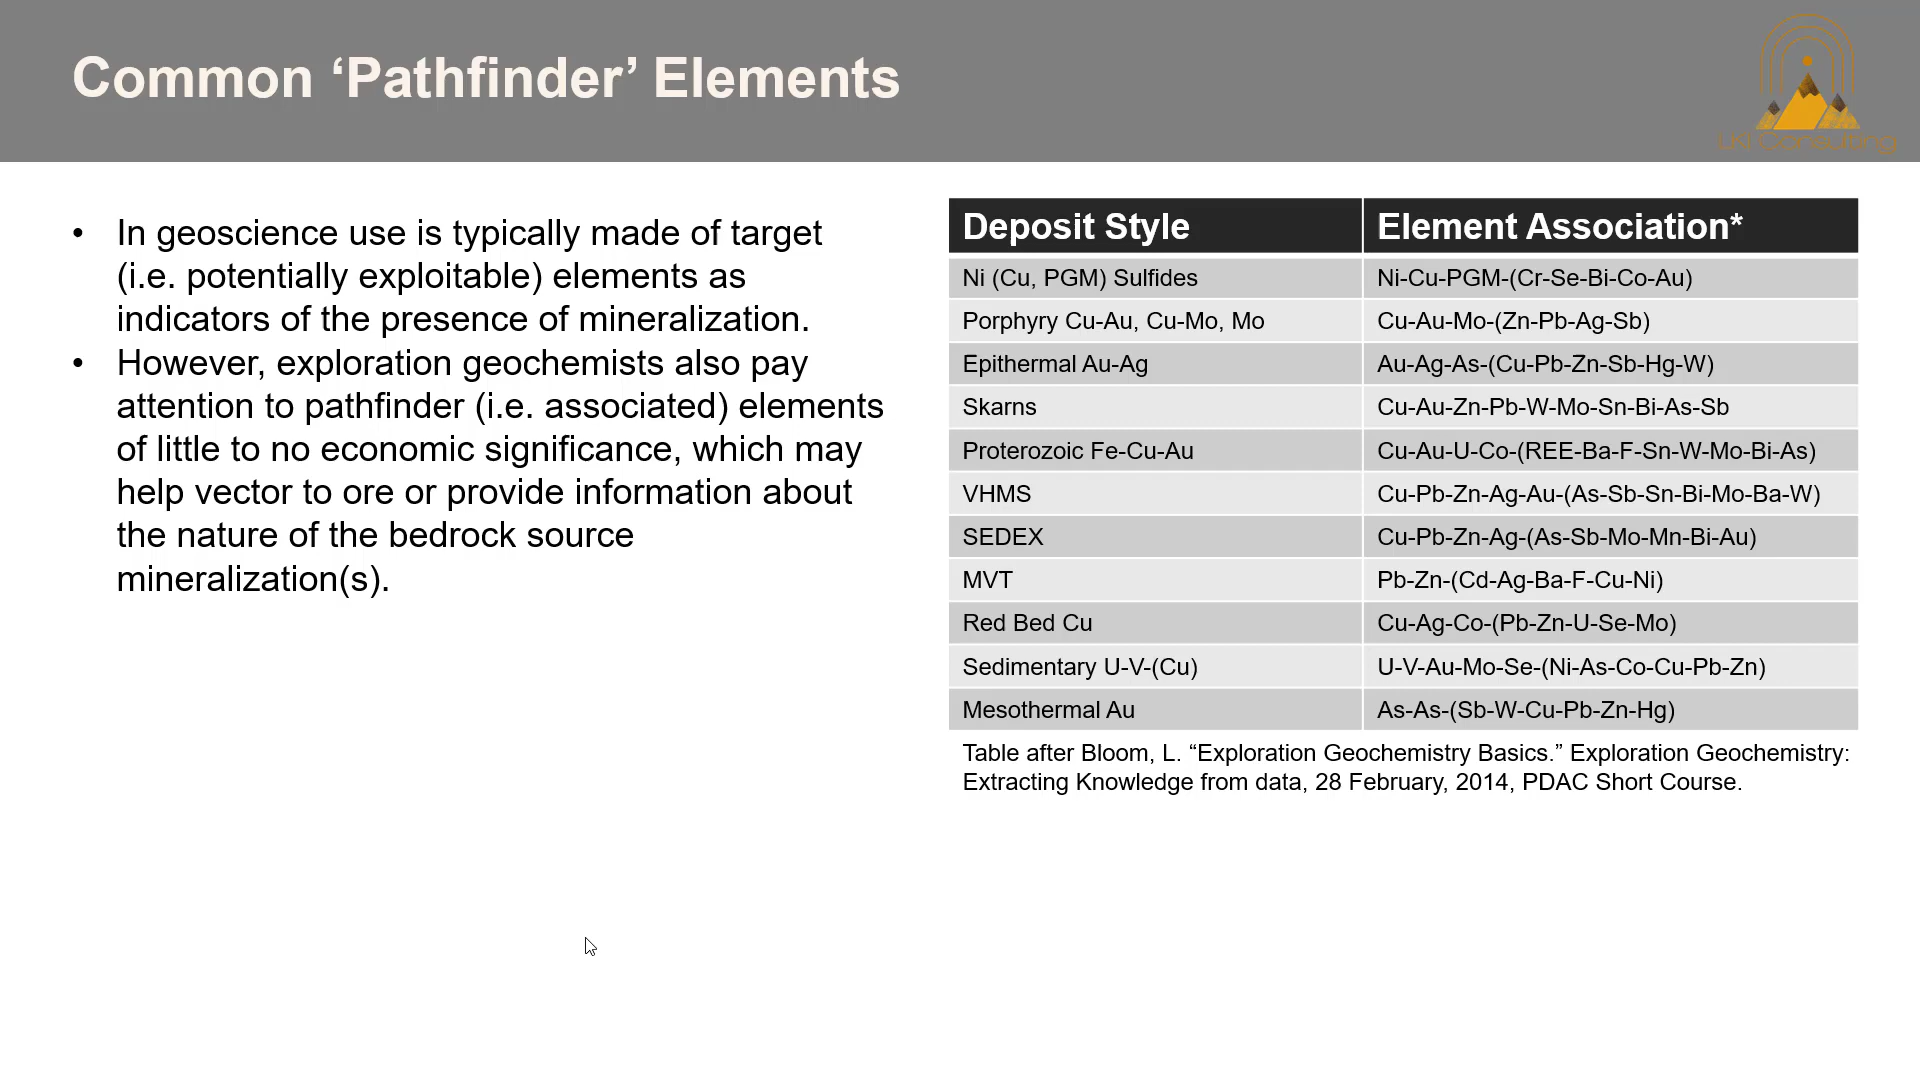 Common ‘Pathfinder’ Elements
LKI Consulting
• In geoscience use is typically made of target
(i.e. potentially exploitable) elements as
indicators of the presence of mineralization.
• However, exploration geochemists also pay
attention to pathfinder (i.e. associated) elements
of little to no economic significance, which may
help vector to ore or provide information about
the nature of the bedrock source
mineralization(s).
Deposit Style Element Association*
Ni (Cu, PGM) Sulfides Ni-Cu-PGM-(Cr-Se-Bi-Co-Au)
Porphyry Cu-Au, Cu-Mo, Mo Cu-Au-Mo-(Zn-Pb-Ag-Sb)
Epithermal Au-Ag Au-Ag-As-(Cu-Pb-Zn-Sb-Hg-W)
Skarns Cu-Au-Zn-Pb-W-Mo-Sn-Bi-As-Sb
Proterozoic Fe-Cu-Au Cu-Au-U-Co-(REE-Ba-F-Sn-W-Mo-Bi-As)
VHMS Cu-Pb-Zn-Ag-Au-(As-Sb-Sn-Bi-Mo-Ba-W)
SEDEX Cu-Pb-Zn-Ag-(As-Sb-Mo-Mn-Bi-Au)
MVT Pb-Zn-(Cd-Ag-Ba-F-Cu-Ni)
Red Bed Cu Cu-Ag-Co-(Pb-Zn-U-Se-Mo)
Sedimentary U-V-(Cu) U-V-Au-Mo-Se-(Ni-As-Co-Cu-Pb-Zn)
Mesothermal Au As-As-(Sb-W-Cu-Pb-Zn-Hg)
Table after Bloom, L. “Exploration Geochemistry Basics.” Exploration Geochemistry:
Extracting Knowledge from data, 28 February, 2014, PDAC Short Course.